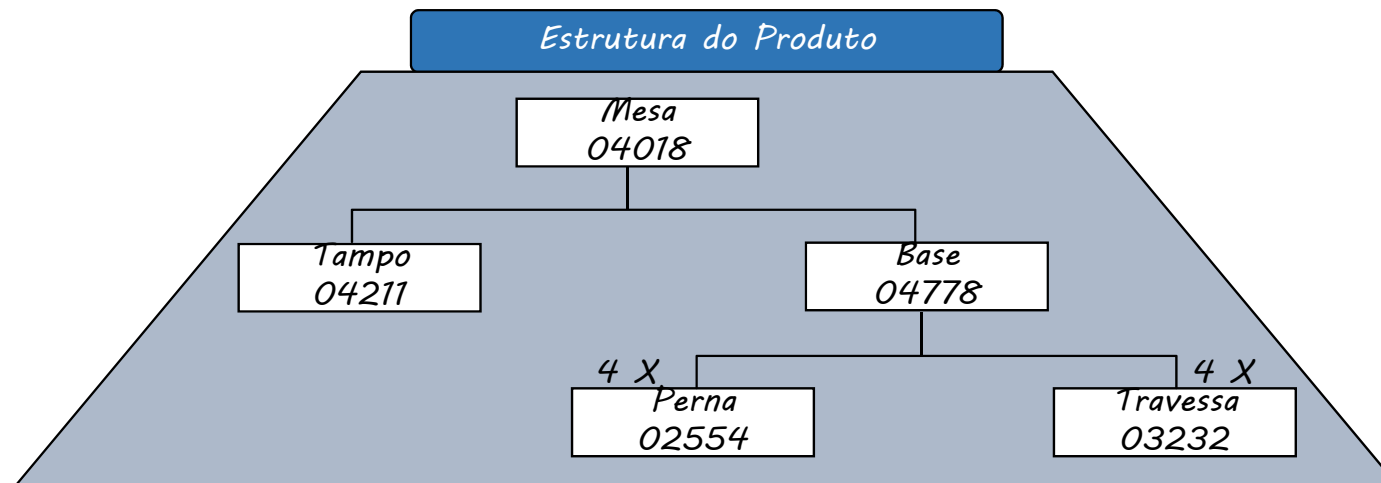 Estrutura do Produto
Mesa
04018
Tampo
04211
Base
04778
4 X
Perna
02554
4 X
Travessa
03232